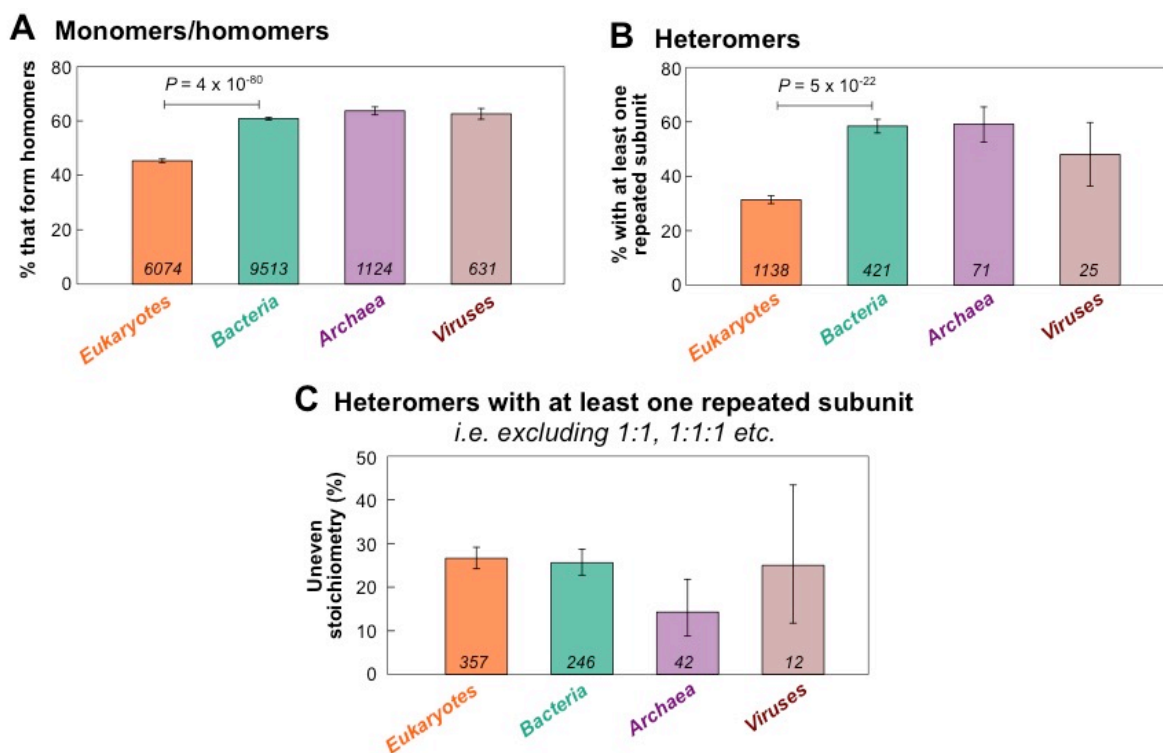 A Monomers/homomers
P = 4 x 10⁻⁸⁰
% that form homomers
80
60
40
20
0
6074
9513
1124
631
Eukaryotes
Bacteria
Archaea
Viruses
B Heteromers
P = 5 x 10⁻²²
% with at least one
repeated subunit
80
60
40
20
0
1138
421
71
25
Eukaryotes
Bacteria
Archaea
Viruses
C Heteromers with at least one repeated subunit
i.e. excluding 1:1, 1:1:1 etc.
Uneven
stoichiometry (%)
50
40
30
20
10
0
357
246
42
12
Eukaryotes
Bacteria
Archaea
Viruses